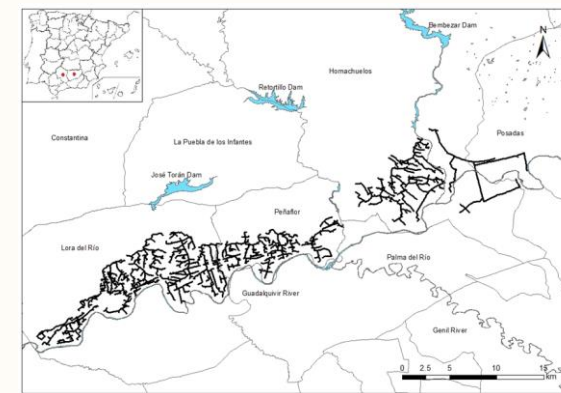 Bembezar Dam
N
Hornachuelos
Retortillo Dam
Constantina
Posadas
La Puebla de los Infantes
José Torán Dam
Peñaflor
Lora del Río
Palma del Río
Guadalquivir River
Genil River
0 2.5 5 10 15
km